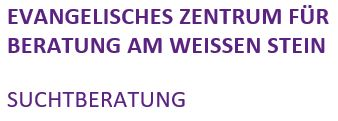 EVANGELISCHES ZENTRUM FÜR
BERATUNG AM WEISSEN STEIN
SUCHTBERATUNG